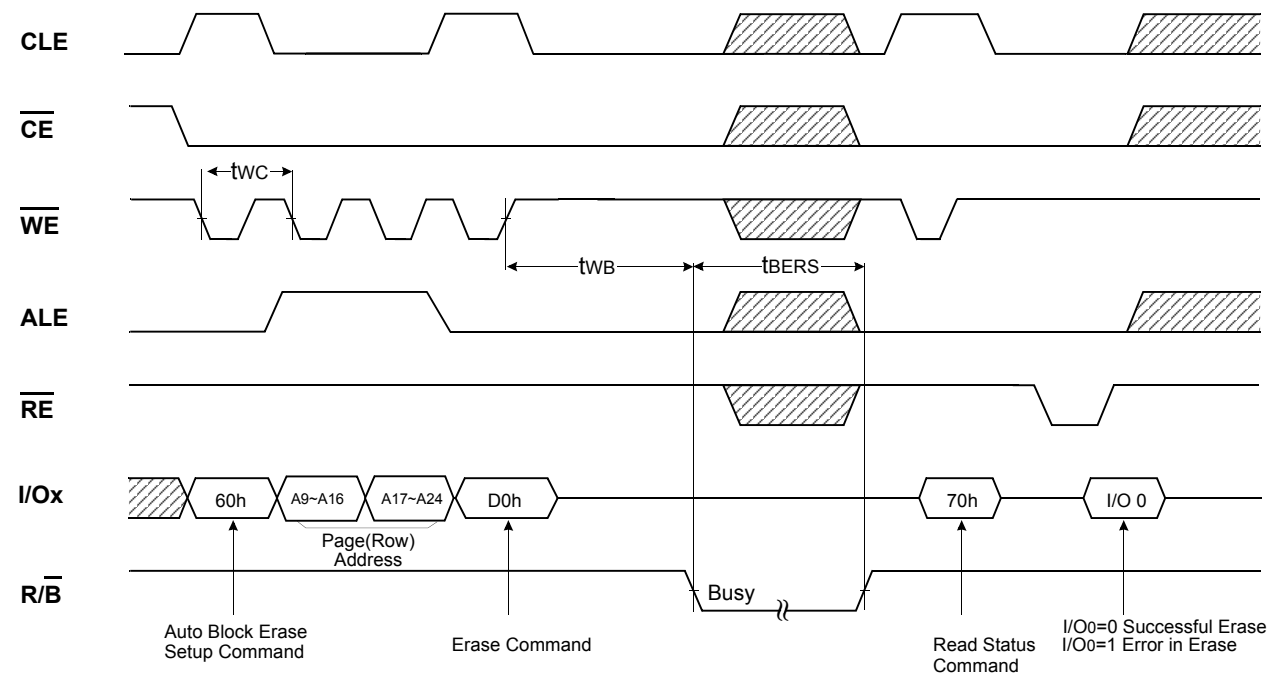 CLE
CE
tWC
WE
tWB
tBERS
ALE
RE
I/Ox
60h
A9~A16
A17~A24
D0h
70h
I/O 0
Page(Row)
Address
R/B
Busy
Auto Block Erase
Setup Command
Erase Command
Read Status
Command
I/O0=0 Successful Erase
I/O0=1 Error in Erase